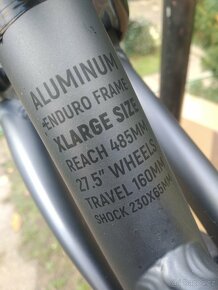 ALUMINUM
ENDURO FRAME
XLARGE SIZE
REACH 485MM
27.5" WHEELS
TRAVEL 160MM
SHOCK 230X65MM